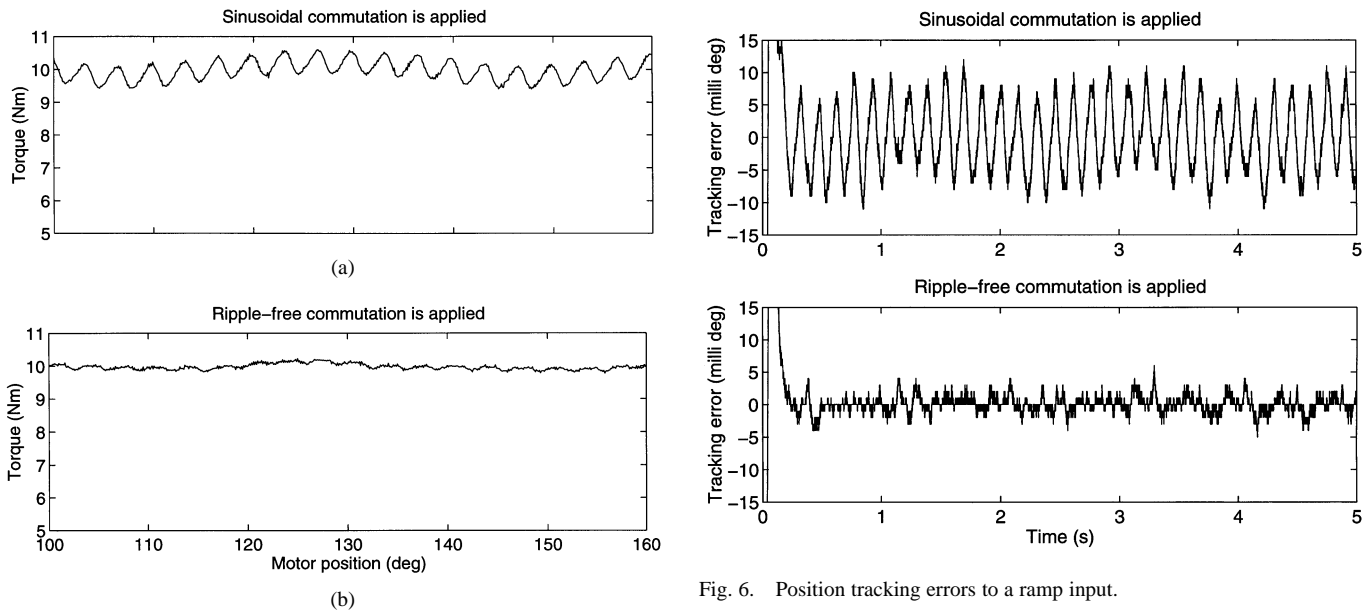 Sinusoidal commutation is applied
11
10
9
8
7
6
5
Torque (Nm)
(a)
Ripple−free commutation is applied
11
10
9
8
7
6
5
Torque (Nm)
100 110 120 130 140 150 160
Motor position (deg)
(b)
Sinusoidal commutation is applied
15
10
5
0
−5
−10
−15
Tracking error (milli deg)
0 1 2 3 4 5
Ripple−free commutation is applied
15
10
5
0
−5
−10
−15
Tracking error (milli deg)
0 1 2 3 4 5
Time (s)
Fig. 6. Position tracking errors to a ramp input.